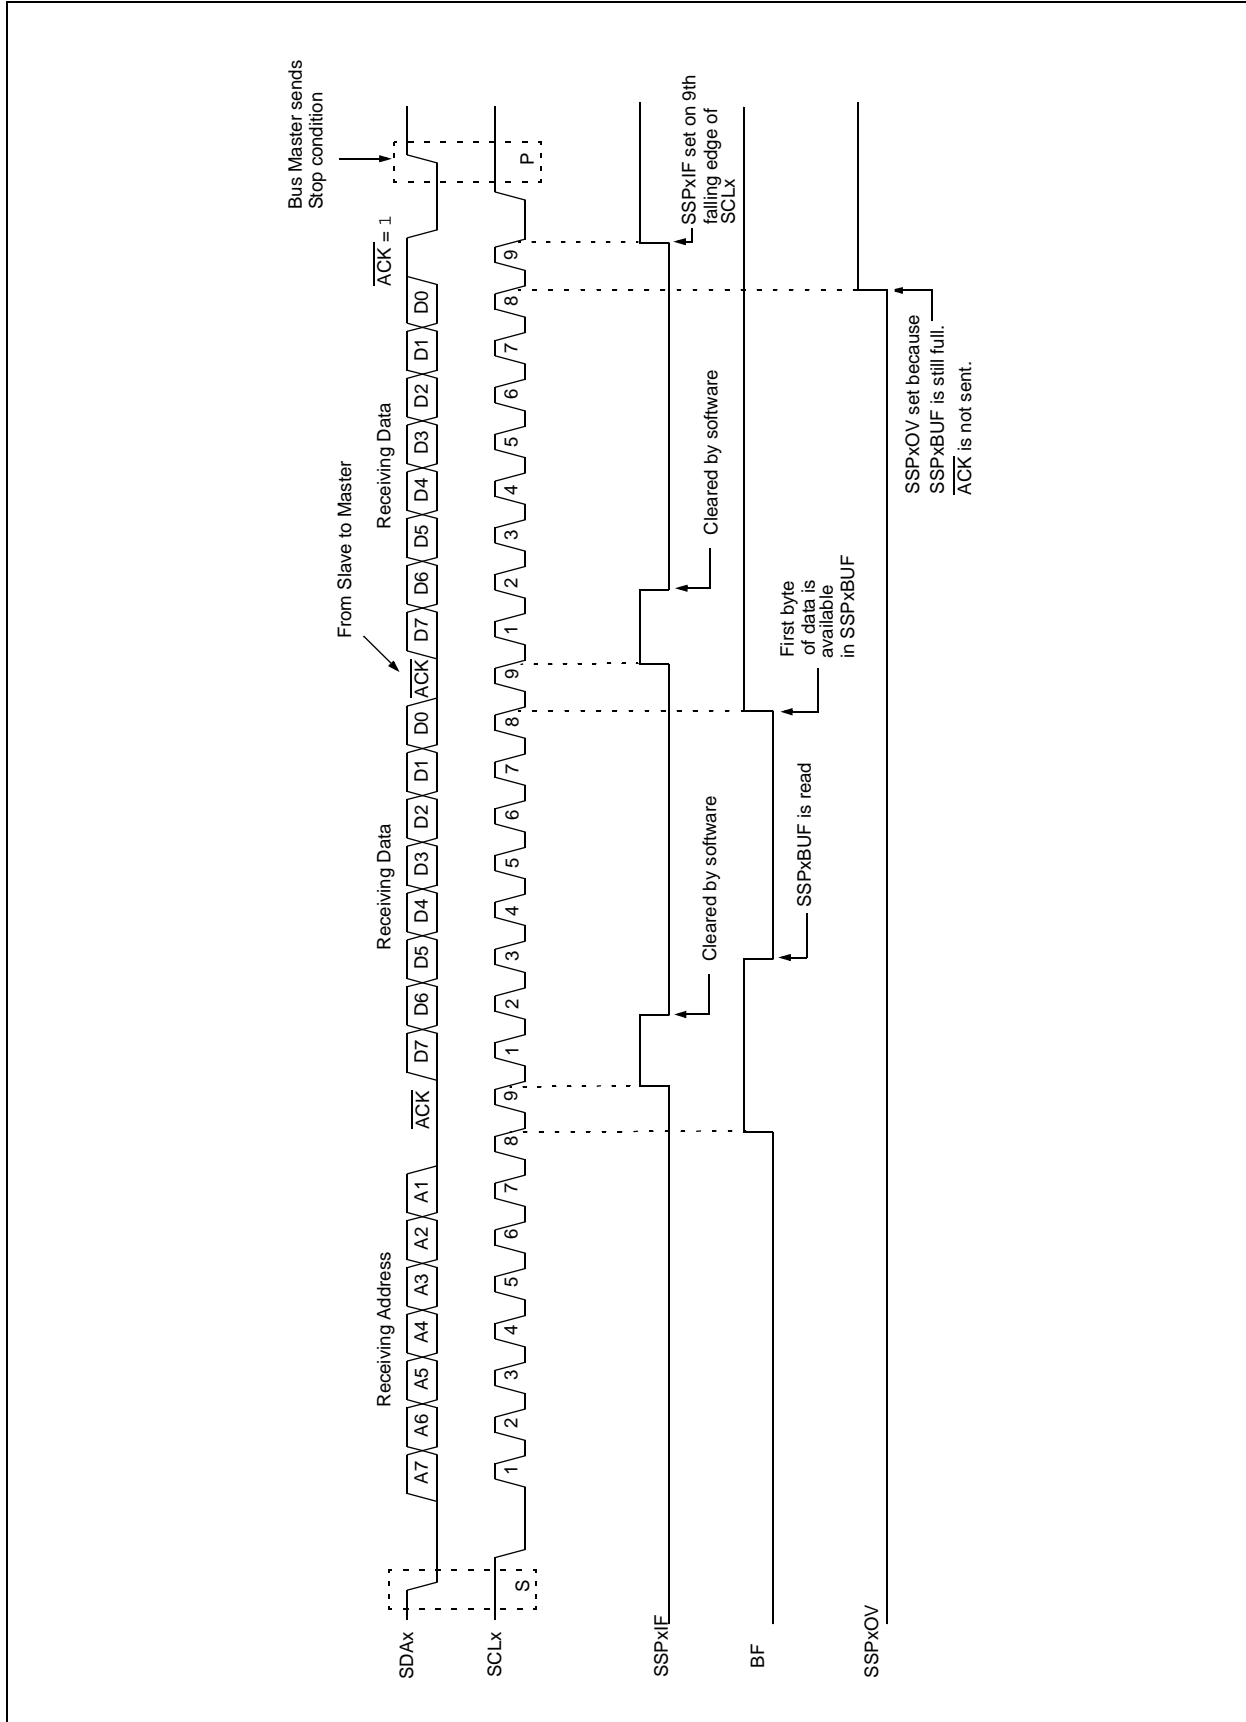 Bus Master sends
Stop condition
From Slave to Master
Receiving Address
Receiving Data
Receiving Data
ACK = 1
SDAx
A7 A6 A5 A4 A3 A2 A1 ACK D7 D6 D5 D4 D3 D2 D1 D0 ACK D7 D6 D5 D4 D3 D2 D1 D0
SCLx
S 1 2 3 4 5 6 7 8 9 1 2 3 4 5 6 7 8 9 1 2 3 4 5 6 7 8 9 P
SSPxIF
Cleared by software
Cleared by software
SSPxIF set on 9th
falling edge of
SCLx
BF
SSPxBUF is read
First byte
of data is
available
in SSPxBUF
SSPxOV
SSPxOV set because
SSPxBUF is still full.
ACK is not sent.